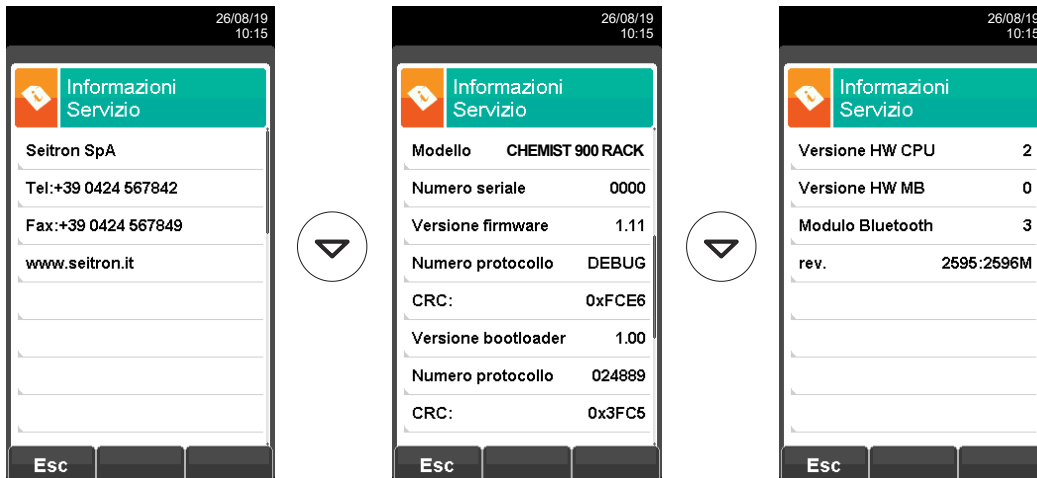 26/08/19
10:15
Informazioni
Servizio
Seitron SpA
Tel:+39 0424 567842
Fax:+39 0424 567849
www.seitron.it
Esc
26/08/19
10:15
Informazioni
Servizio
Modello CHEMIST 900 RACK
Numero seriale 0000
Versione firmware 1.11
Numero protocollo DEBUG
CRC: 0xFCE6
Versione bootloader 1.00
Numero protocollo 024889
CRC: 0x3FC5
Esc
26/08/19
10:15
Informazioni
Servizio
Versione HW CPU 2
Versione HW MB 0
Modulo Bluetooth 3
rev. 2595:2596M
Esc